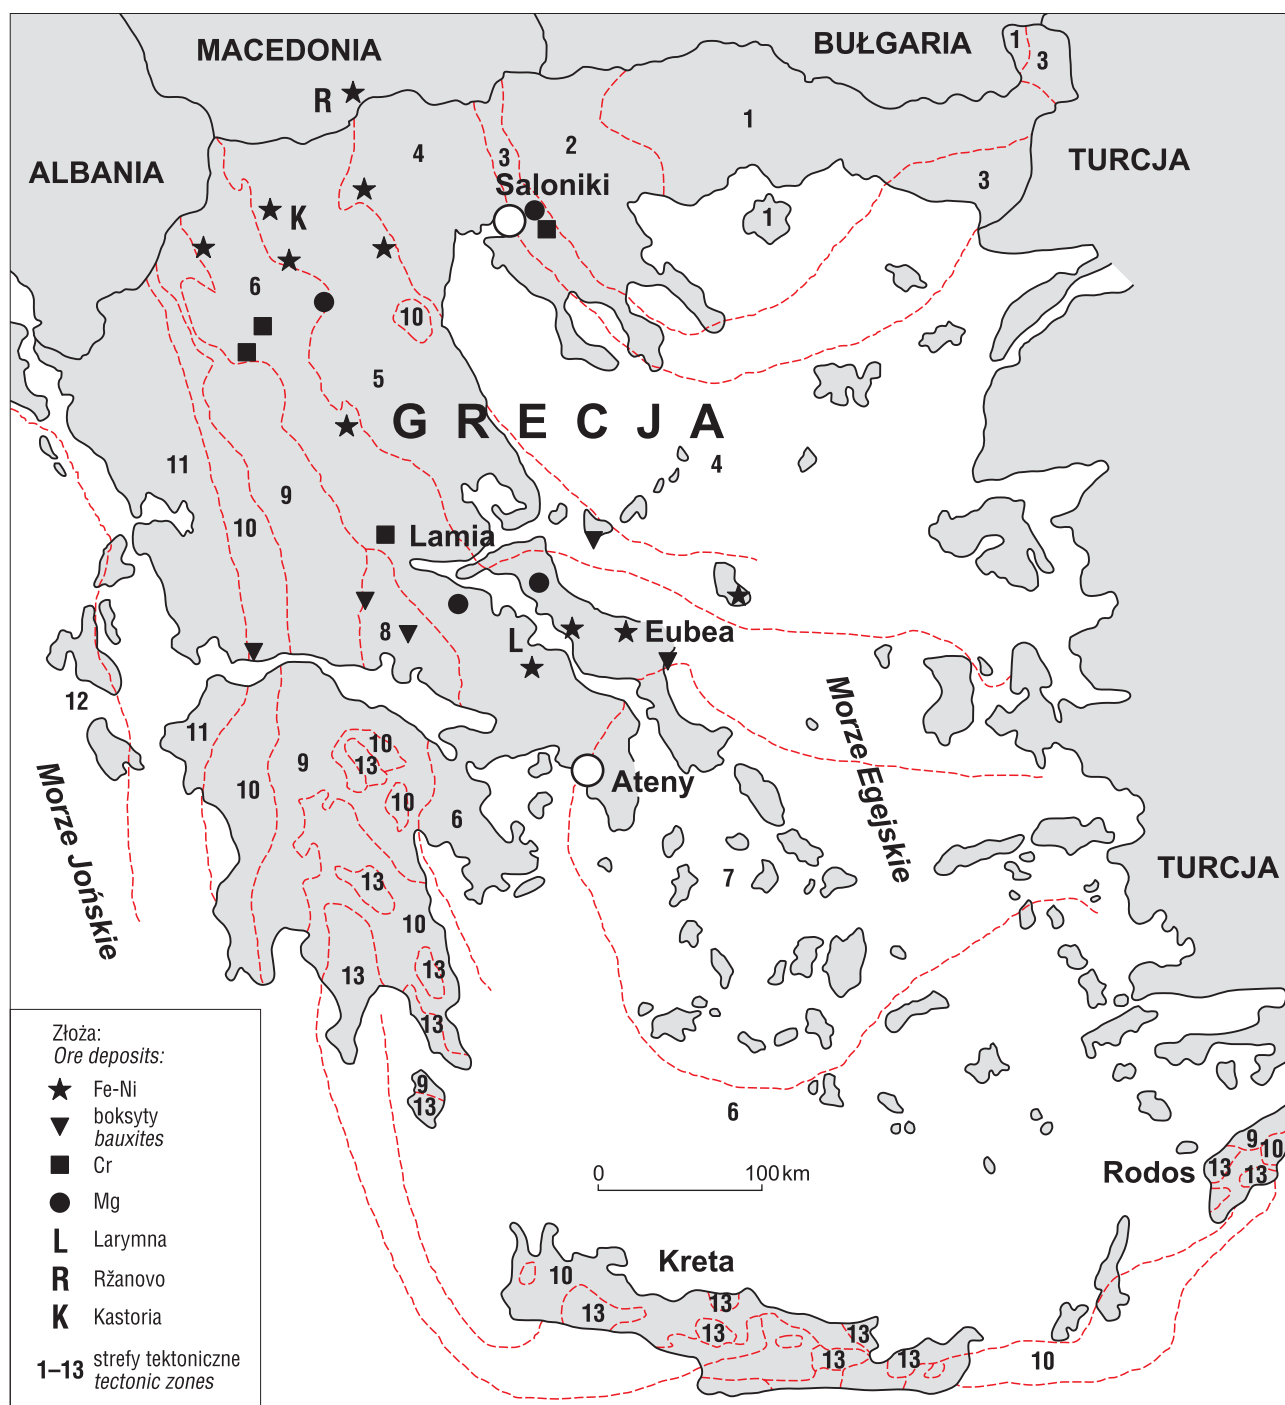 MACEDONIA
BUŁGARIA
1
3
R
1
ALBANIA
4
3
2
TURCJA
Saloniki
3
K
1
6
10
5
GRECJA
4
11
9
10
Lamia
8
L
Eubea
12
11
9
10
13
10
10
6
Ateny
Morze Jońskie
Morze Egejskie
7
TURCJA
13
10
13
13
13
9
13
6
0 100 km
Rodos
9
10
13
13
Kreta
10
13
13
13
13
13
13
10
Złoża:
Ore deposits:
Fe-Ni
boksyty
bauxites
Cr
Mg
L Larymna
R Ržanovo
K Kastoria
1–13 strefy tektoniczne
tectonic zones